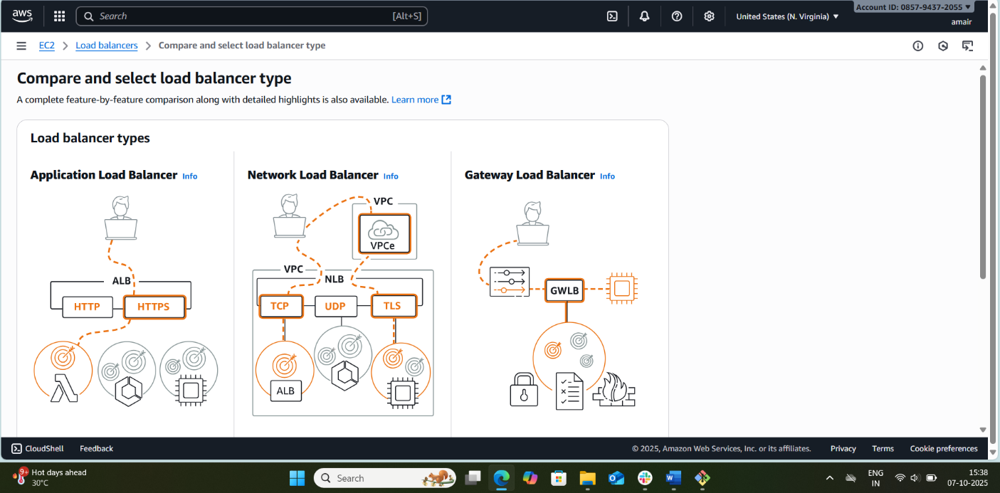 aws
Search
[Alt+S]
United States (N. Virginia) ▼
Account ID: 0857-9437-2055 ▼
amair
EC2 > Load balancers > Compare and select load balancer type
Compare and select load balancer type
A complete feature-by-feature comparison along with detailed highlights is also available. Learn more
Load balancer types
Application Load Balancer Info
ALB
HTTP
HTTPS
Network Load Balancer Info
VPC
VPCe
VPC
NLB
TCP
UDP
TLS
ALB
Gateway Load Balancer Info
GWLB
CloudShell
Feedback
© 2025, Amazon Web Services, Inc. or its affiliates.
Privacy
Terms
Cookie preferences
9+
Hot days ahead
30°C
Search
ENG
IN
15:38
07-10-2025